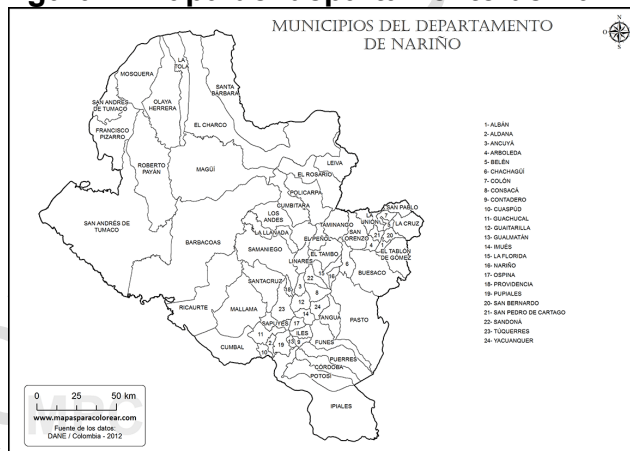 MUNICIPIOS DEL DEPARTAMENTO
DE NARIÑO
N
O
E
S
MOSQUERA
LA
TOLA
SANTA
BÁRBARA
SAN ANDRES
DE TUMACO
OLAYA
HERRERA
EL CHARCO
FRANCISCO
PIZARRO
ROBERTO
PAYÁN
MAGÜÍ
LEIVA
EL ROSARIO
POLICARPA
CUMBITARA
SAN ANDRES DE
TUMACO
BARBACOAS
LOS
ANDES
LA LLANADA
SAMANIEGO
EL PEÑOL
TAMINANGO
SAN
LORENZO
LA
UNIÓN
SAN PABLO
LA CRUZ
EL TABLÓN
DE GÓMEZ
LINARES
EL TAMBO
BUESACO
SANTACRUZ
RICAURTE
MALLAMA
SAPUYES
TANGUA
PASTO
CUMBAL
ILES
FUNES
PUERRES
CÓRDOBA
POTOSÍ
IPIALES
1- ALBÁN
2- ALDANA
3- ANCUYÁ
4- ARBOLEDA
5- BELÉN
6- CHACHAGÜÍ
7- COLÓN
8- CONSACÁ
9- CONTADERO
10- CUASPÚD
11- GUACHUCAL
12- GUAITARILLA
13- GUALMATÁN
14- IMUÉS
15- LA FLORIDA
16- NARIÑO
17- OSPINA
18- PROVIDENCIA
19- PUPIALES
20- SAN BERNARDO
21- SAN PEDRO DE CARTAGO
22- SANDONÁ
23- TÚQUERRES
24- YACUANQUER
0 25 50 km
www.mapasparacolorear.com
Fuente de los datos:
DANE / Colombia - 2012